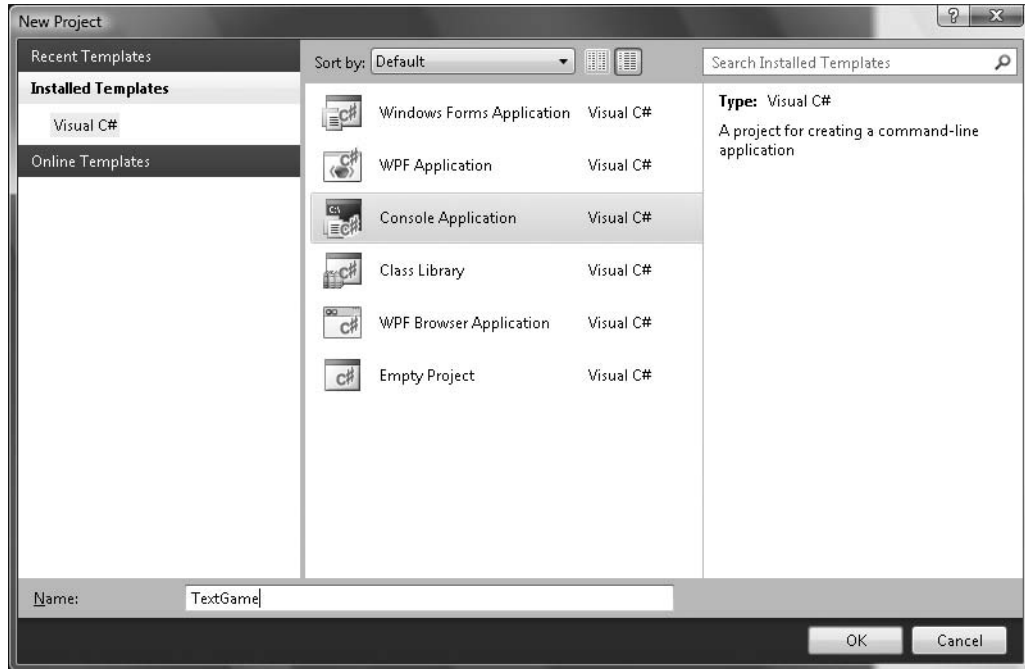 New Project
Recent Templates
Installed Templates
Visual C#
Online Templates
Sort by: Default
Windows Forms Application Visual C#
WPF Application Visual C#
Console Application Visual C#
Class Library Visual C#
WPF Browser Application Visual C#
Empty Project Visual C#
Search Installed Templates
Type: Visual C#
A project for creating a command-line
application
Name: TextGame
OK Cancel